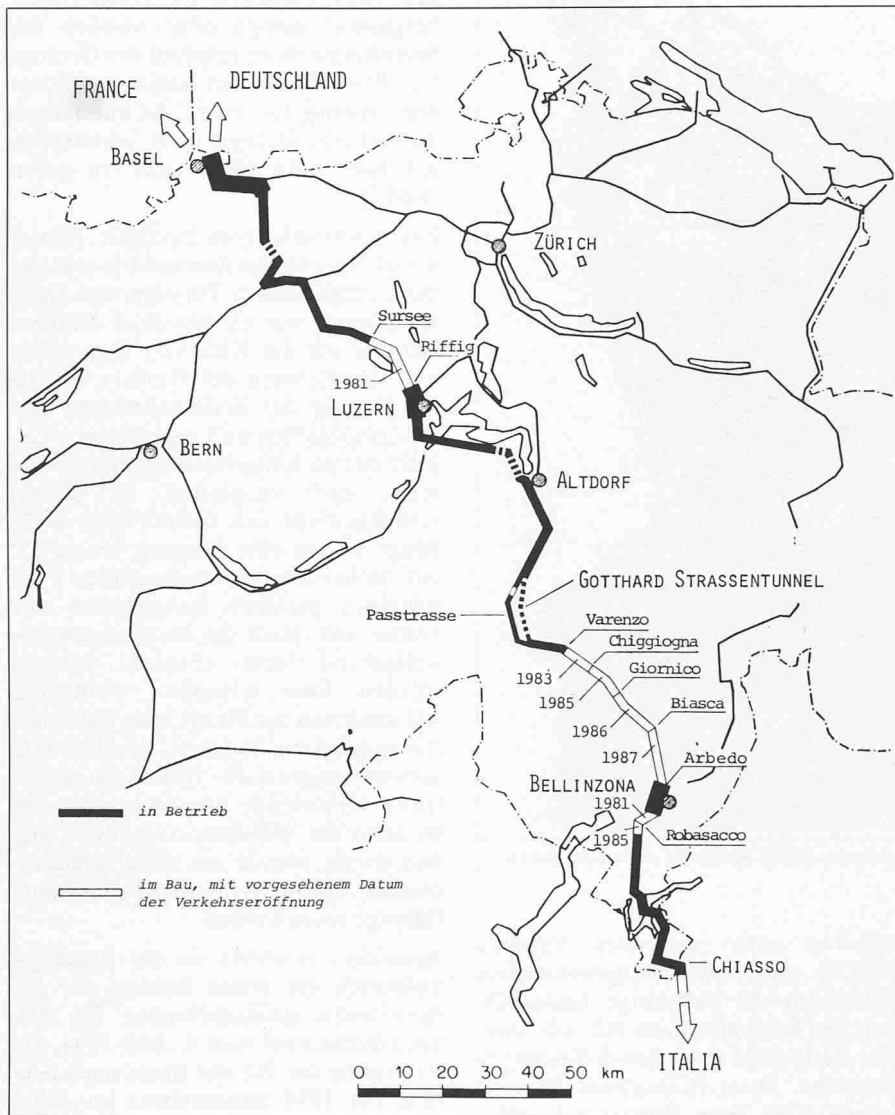 FRANCE
DEUTSCHLAND
BASEL
ZÜRICH
Sursee
Riffig
1981
LUZERN
BERN
ALTDORF
GOTTHARD STRASSENTUNNEL
Passtrasse
Varenzo
Chiggiogna
1983
Giornico
1985
1986
Biasca
1987
Arbedo
BELLINZONA
1981
1985
Robasacco
in Betrieb
im Bau, mit vorgesehenem Datum
der Verkehrseröffnung
CHIASSO
ITALIA
0 10 20 30 40 50 km